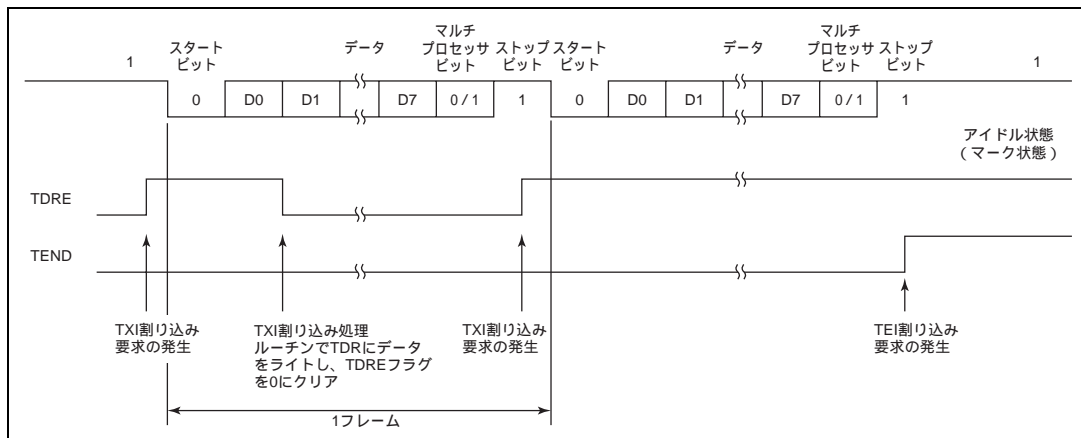 1
スタート
ビット
データ
マルチ
プロセッサ
ビット
ストップ
ビット
スタート
ビット
データ
マルチ
プロセッサ
ビット
ストップ
ビット
1
0 D0 D1 D7 0 / 1 1 0 D0 D1 D7 0 / 1 1
アイドル状態
(マーク状態)
TDRE
TEND
TXI割り込み
要求の発生
TXI割り込み処理
ルーチンでTDRにデータ
をライトし、TDREフラグ
を0にクリア
TXI割り込み
要求の発生
TEI割り込み
要求の発生
1フレーム